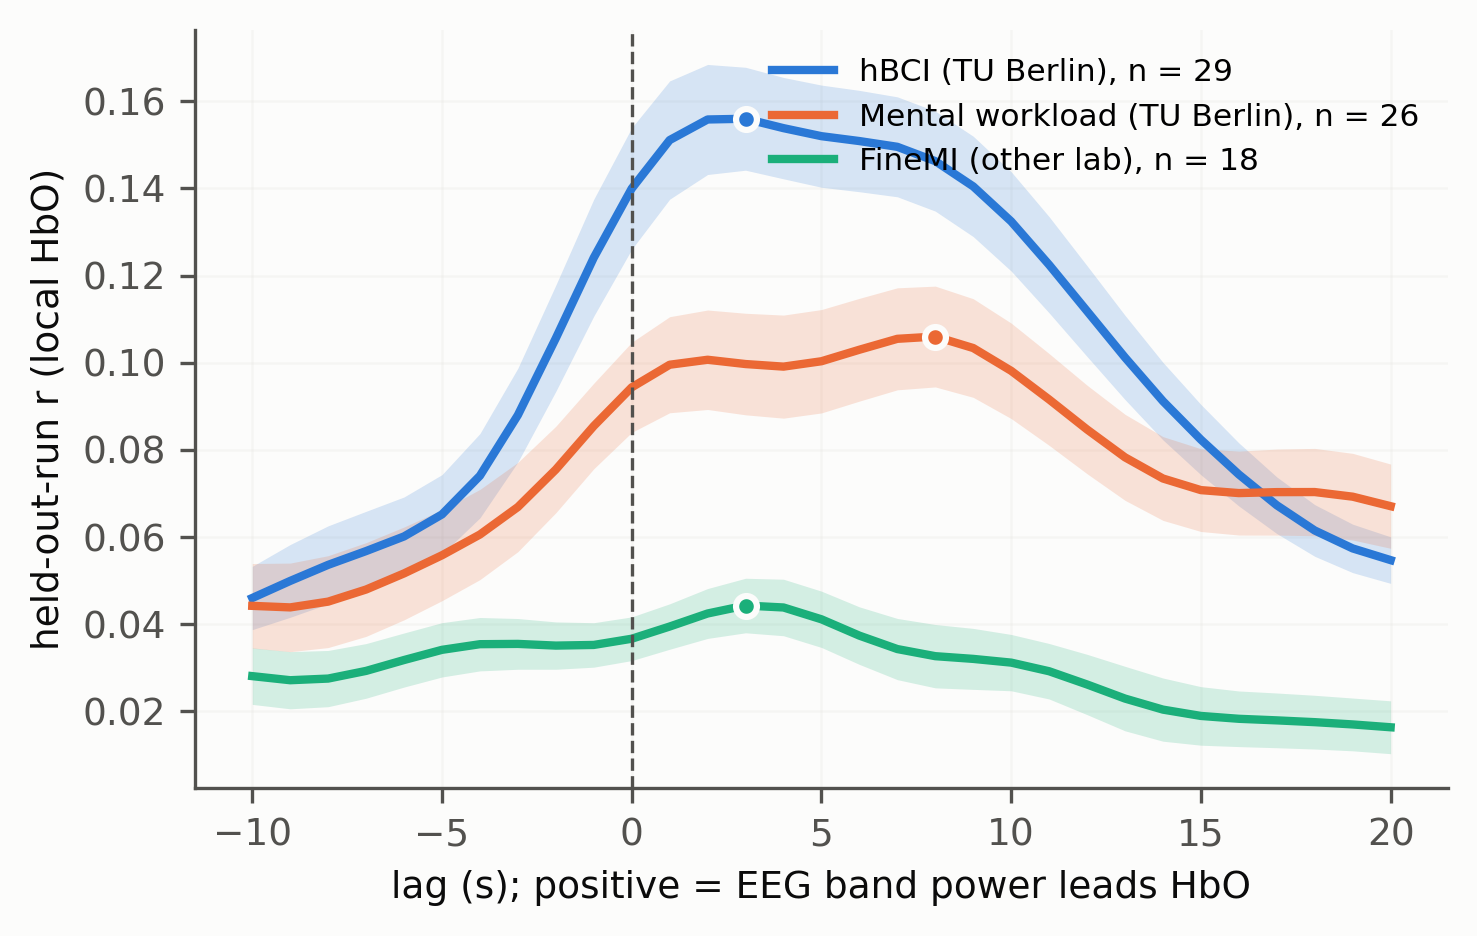 hBCI (TU Berlin), n = 29
Mental workload (TU Berlin), n = 26
FineMI (other lab), n = 18
held-out-run r (local HbO)
0.16
0.14
0.12
0.10
0.08
0.06
0.04
0.02
−10 −5 0 5 10 15 20
lag (s); positive = EEG band power leads HbO